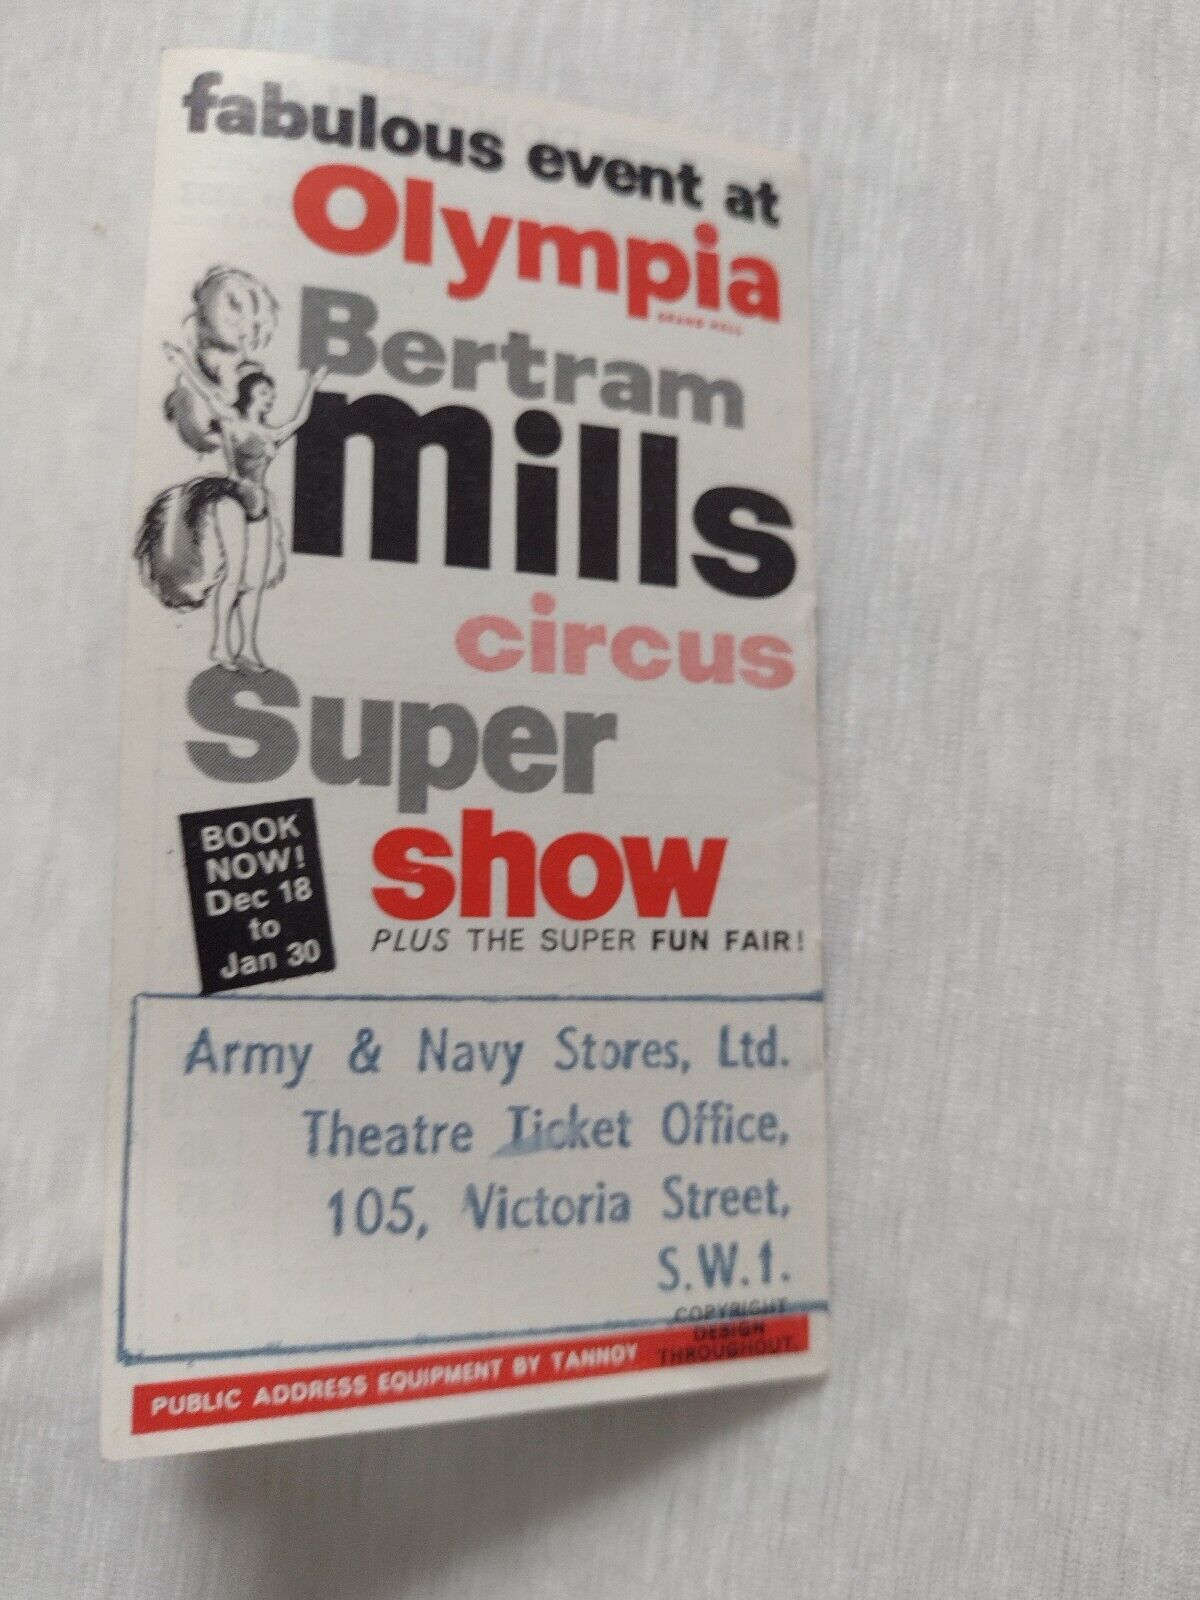 fabulous event at
Olympia
GRAND HALL
Bertram
mills
circus
Super
show
PLUS THE SUPER FUN FAIR!
BOOK
NOW!
Dec 18
to
Jan 30
Army & Navy Stores, Ltd.
Theatre Ticket Office,
105, Victoria Street,
S.W.1.
COPYRIGHT
DESIGN
THROUGHOUT
PUBLIC ADDRESS EQUIPMENT BY TANNOY